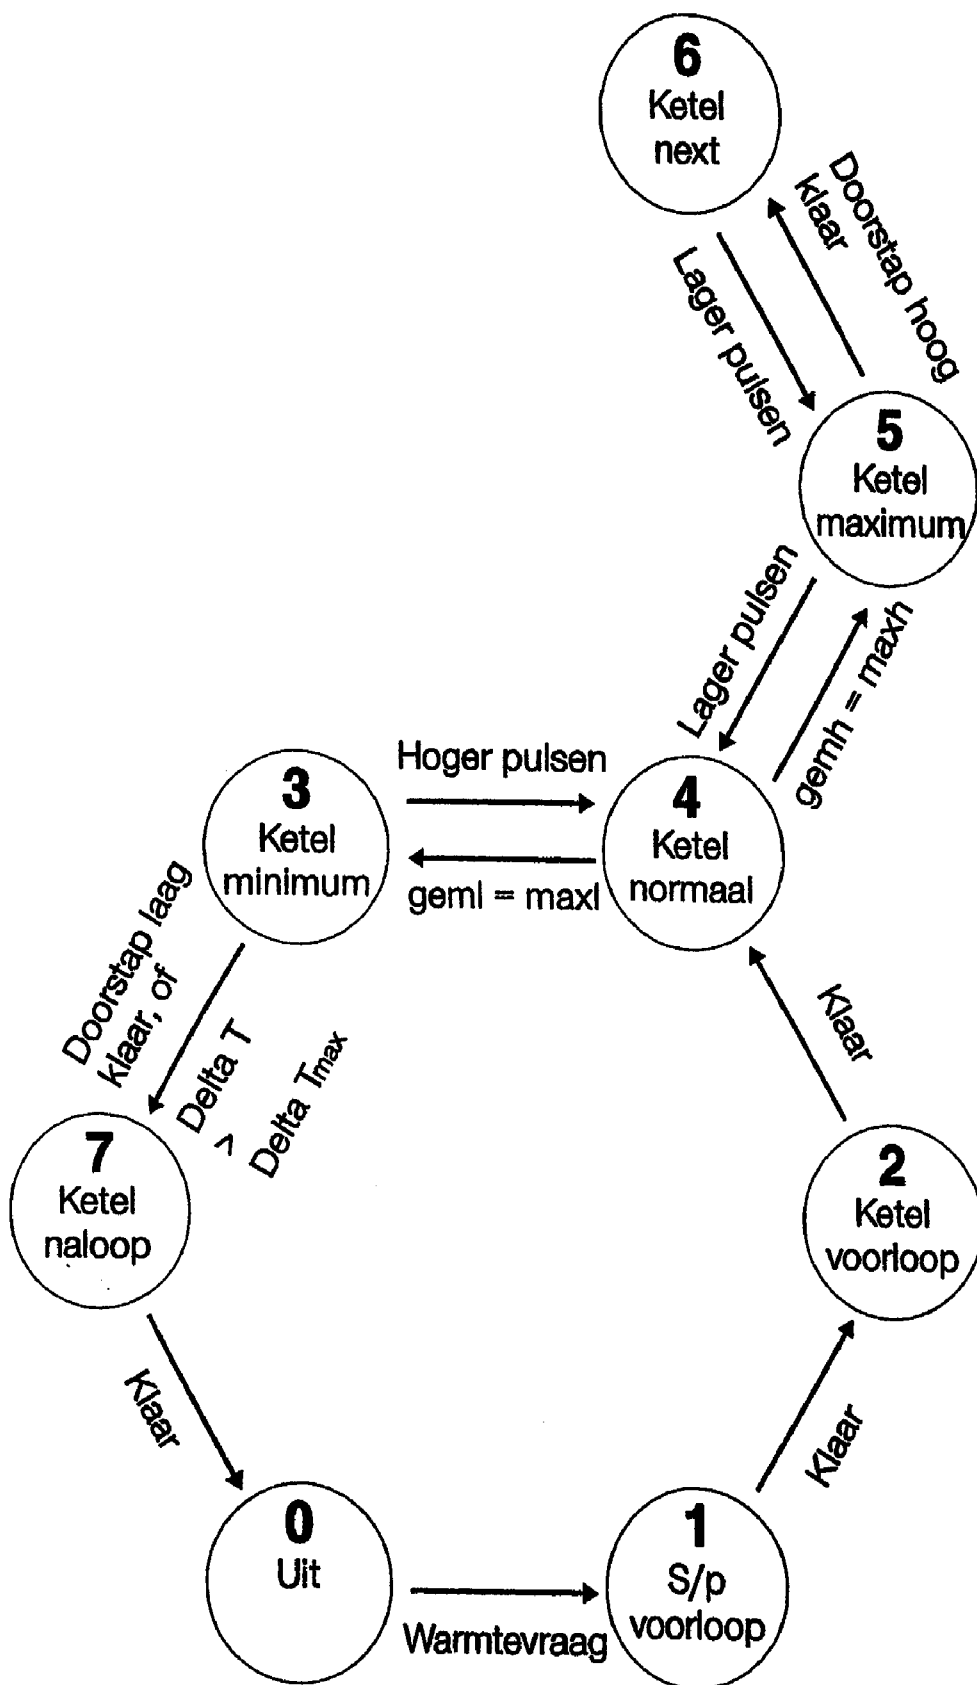 6
Ketel
next
Doorstap hoog
klaar
Lager pulsen
5
Ketel
maximum
Lager pulsen
gemh = maxh
3
Ketel
minimum
Hoger pulsen
geml = maxl
4
Ketel
normaal
Doorstap laag
klaar, of
Delta T
>
Delta Tmax
Klaar
7
Ketel
naloop
2
Ketel
voorloop
Klaar
Klaar
0
Uit
Warmtevraag
1
S/p
voorloop